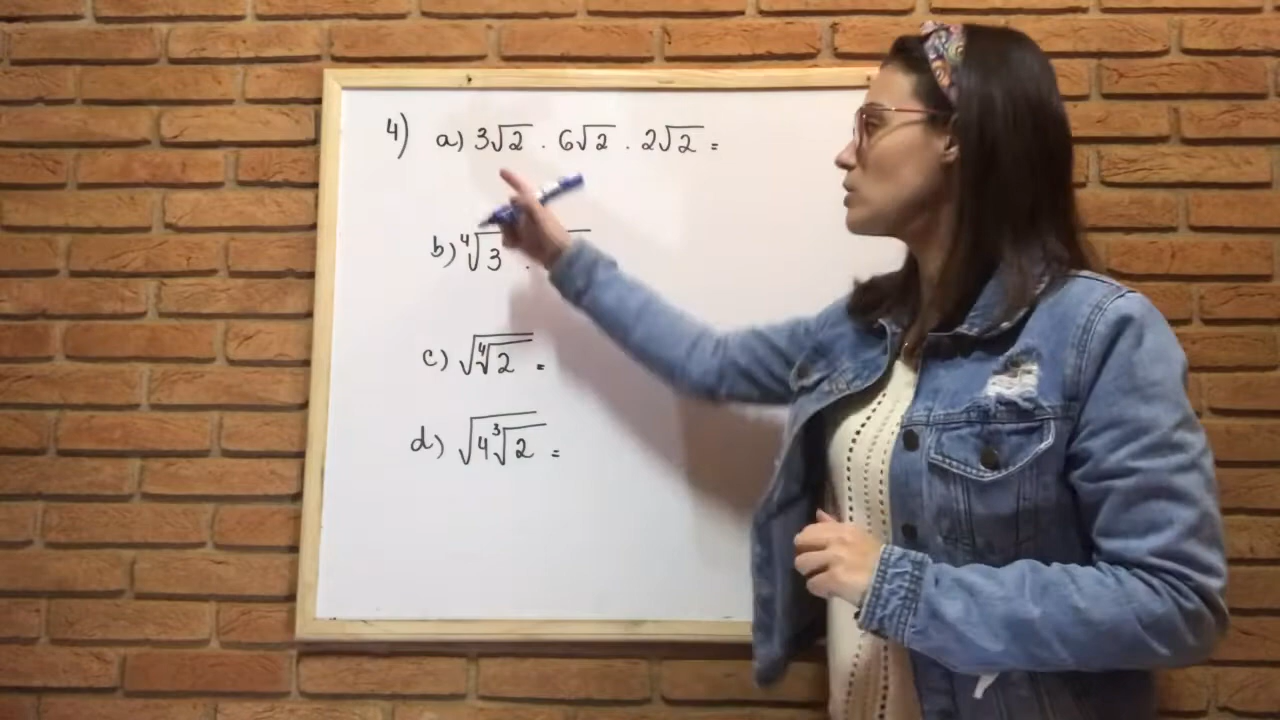 4) a) 3√2 . 6√2 . 2√2 =
b) ⁴√3 .
c) √⁴√2 =
d) √4³√2 =